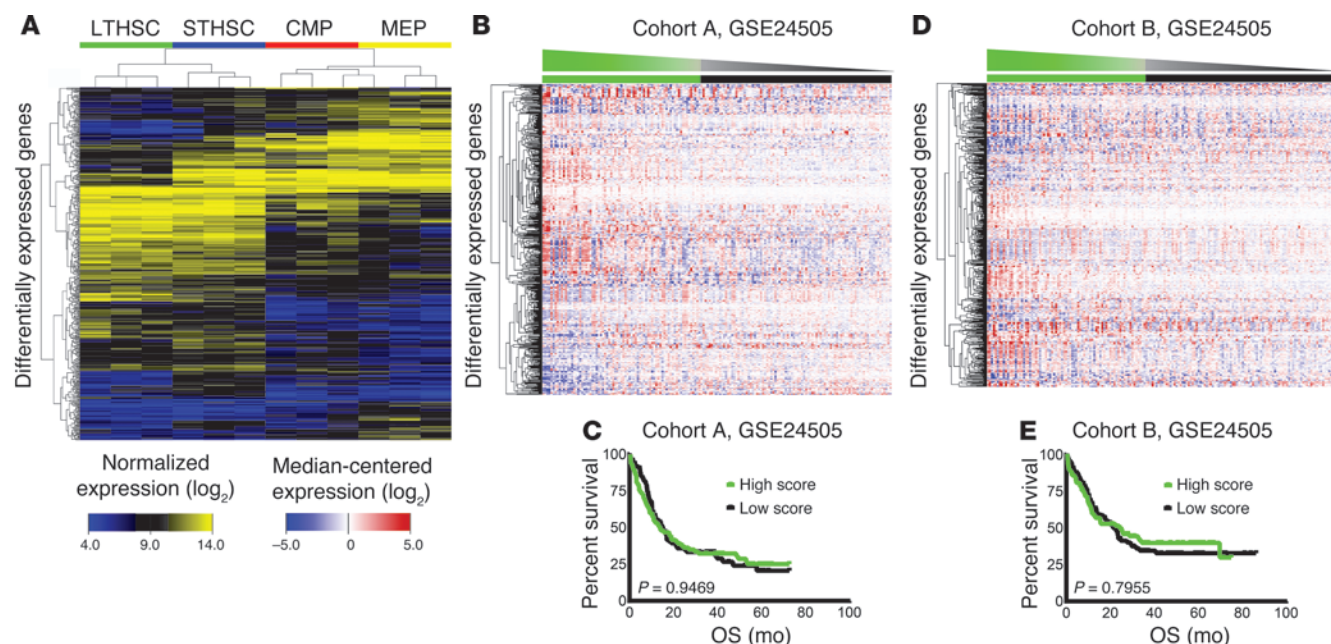 A
LTHSC STHSC CMP MEP
Differentially expressed genes
Normalized
expression (log2)
4.0 9.0 14.0
Median-centered
expression (log2)
–5.0 0 5.0
B
Cohort A, GSE24505
Differentially expressed genes
C
Cohort A, GSE24505
Percent survival
100
75
50
25
0
High score
Low score
P = 0.9469
0 20 40 60 80 100
OS (mo)
D
Cohort B, GSE24505
Differentially expressed genes
E
Cohort B, GSE24505
Percent survival
100
75
50
25
0
High score
Low score
P = 0.7955
0 20 40 60 80 100
OS (mo)